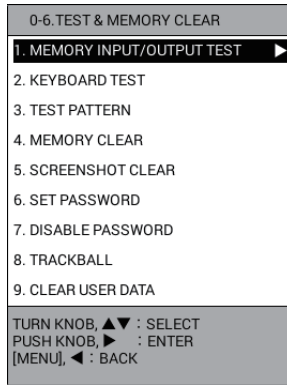 0-6.TEST & MEMORY CLEAR
1. MEMORY INPUT/OUTPUT TEST ▶
2. KEYBOARD TEST
3. TEST PATTERN
4. MEMORY CLEAR
5. SCREENSHOT CLEAR
6. SET PASSWORD
7. DISABLE PASSWORD
8. TRACKBALL
9. CLEAR USER DATA
TURN KNOB, ▲▼ : SELECT
PUSH KNOB, ▶ : ENTER
[MENU], ◀ : BACK